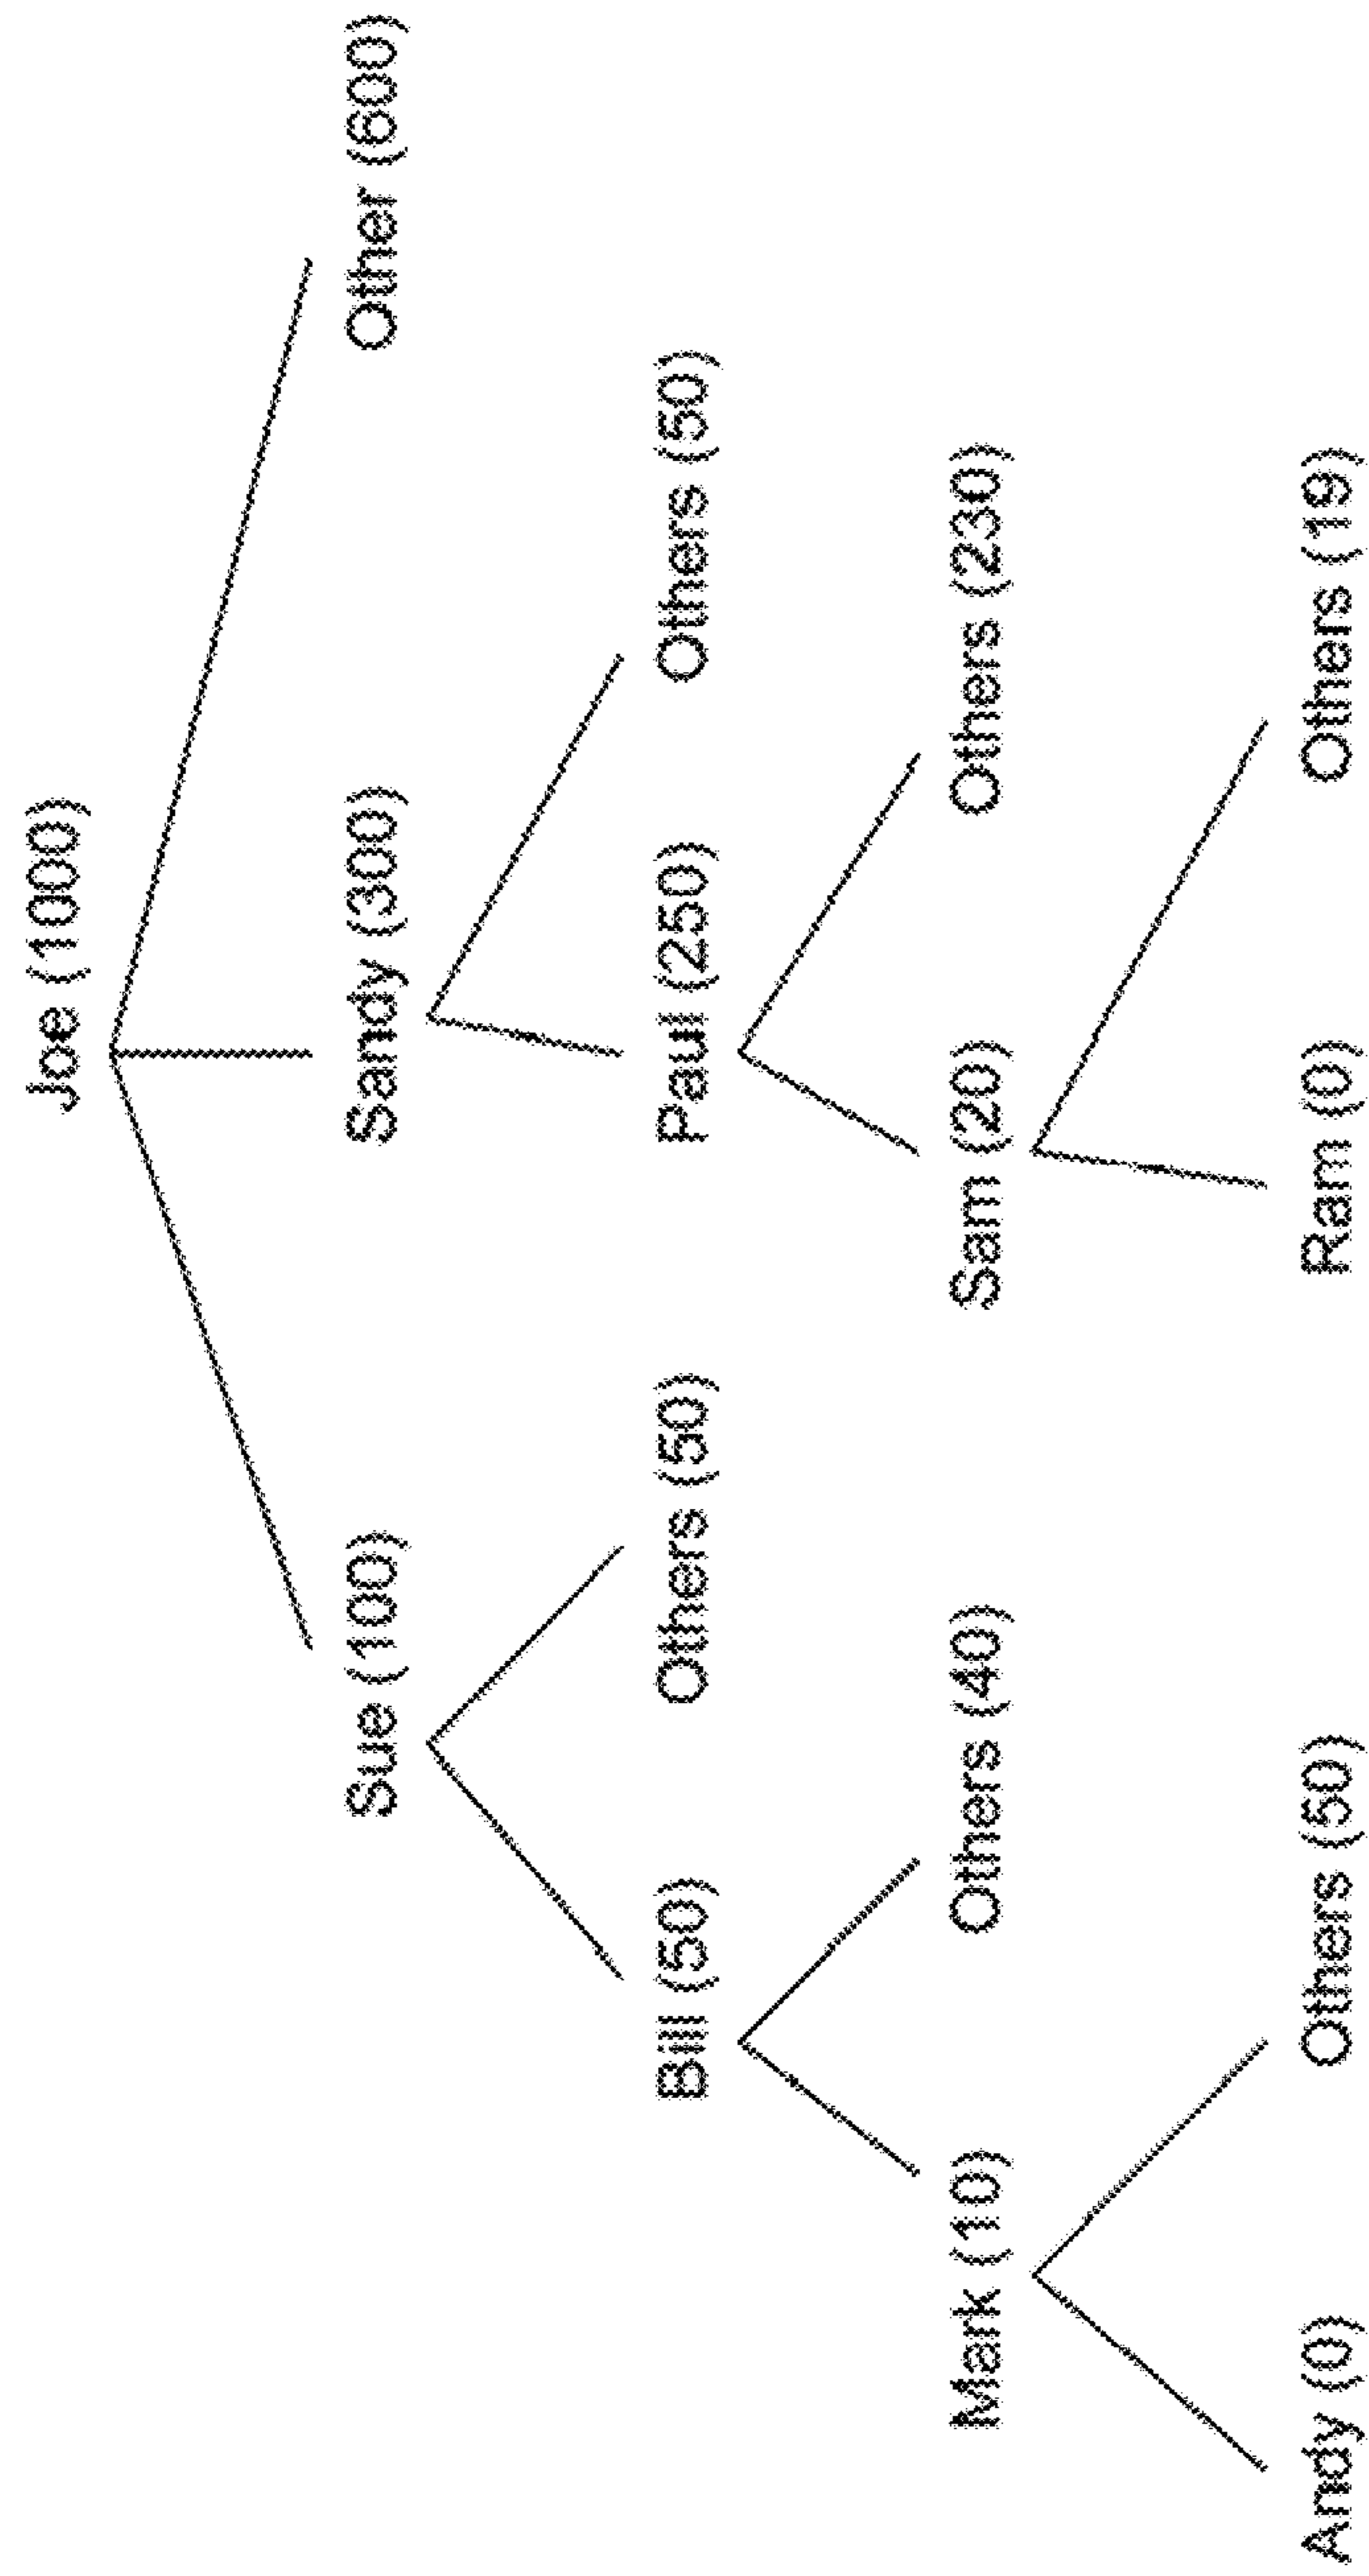 Joe (1000)
Sue (100)
Sandy (300)
Other (600)
Bill (50)
Others (50)
Paul (250)
Others (50)
Mark (10)
Others (40)
Sam (20)
Others (230)
Andy (0)
Others (50)
Ram (0)
Others (19)